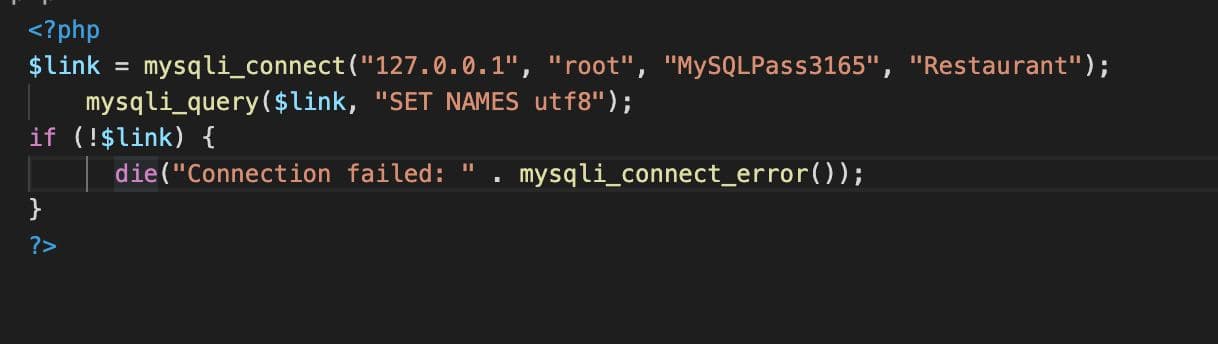 <?php
$link = mysqli_connect("127.0.0.1", "root", "MySQLPass3165", "Restaurant");
mysqli_query($link, "SET NAMES utf8");
if (!$link) {
die("Connection failed: " . mysqli_connect_error());
}
?>